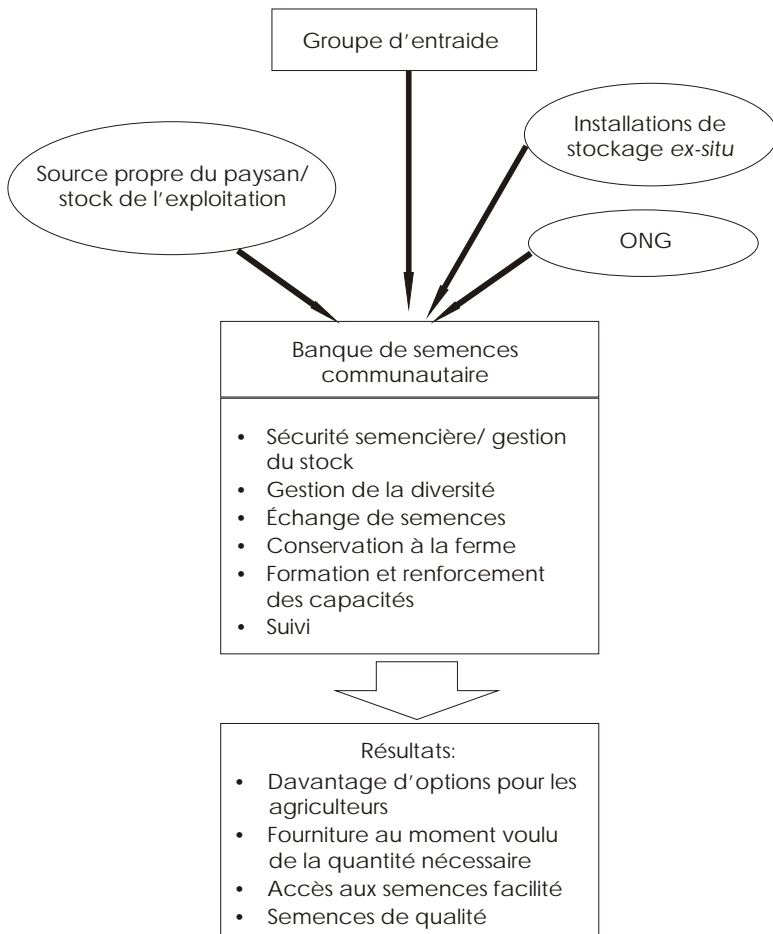 Groupe d'entraide
Installations de
stockage ex-situ
Source propre du paysan/
stock de l'exploitation
ONG
Banque de semences
communautaire
• Sécurité semencière/ gestion
du stock
• Gestion de la diversité
• Échange de semences
• Conservation à la ferme
• Formation et renforcement
des capacités
• Suivi
Résultats:
• Davantage d'options pour les
agriculteurs
• Fourniture au moment voulu
de la quantité nécessaire
• Accès aux semences facilité
• Semences de qualité